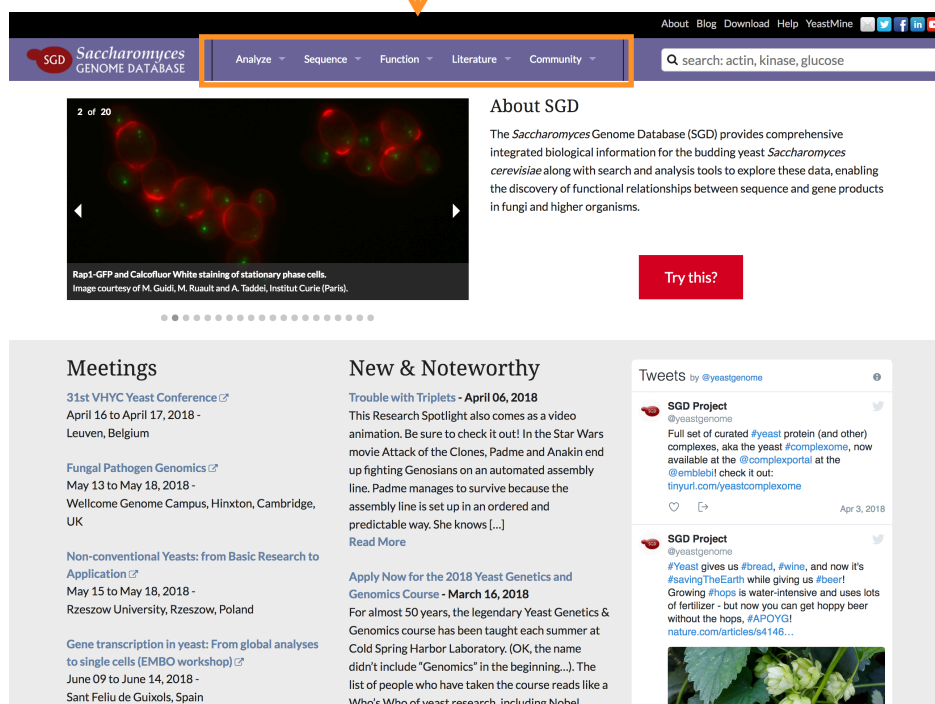 About Blog Download Help YeastMine
SGD Saccharomyces
GENOME DATABASE
Analyze Sequence Function Literature Community
search: actin, kinase, glucose
2 of 20
Rap1-GFP and Calcofluor White staining of stationary phase cells.
Image courtesy of M. Guidi, M. Ruault and A. Taddei, Institut Curie (Paris).
About SGD
The Saccharomyces Genome Database (SGD) provides comprehensive
integrated biological information for the budding yeast Saccharomyces
cerevisiae along with search and analysis tools to explore these data, enabling
the discovery of functional relationships between sequence and gene products
in fungi and higher organisms.
Try this?
Meetings
31st VHYC Yeast Conference
April 16 to April 17, 2018 -
Leuven, Belgium
Fungal Pathogen Genomics
May 13 to May 18, 2018 -
Wellcome Genome Campus, Hinxton, Cambridge,
UK
Non-conventional Yeasts: from Basic Research to
Application
May 15 to May 18, 2018 -
Rzeszow University, Rzeszow, Poland
Gene transcription in yeast: From global analyses
to single cells (EMBO workshop)
June 09 to June 14, 2018 -
Sant Feliu de Guixols, Spain
New & Noteworthy
Trouble with Triplets - April 06, 2018
This Research Spotlight also comes as a video
animation. Be sure to check it out! In the Star Wars
movie Attack of the Clones, Padme and Anakin end
up fighting Genosians on an automated assembly
line. Padme manages to survive because the
assembly line is set up in an ordered and
predictable way. She knows [...]
Read More
Apply Now for the 2018 Yeast Genetics and
Genomics Course - March 16, 2018
For almost 50 years, the legendary Yeast Genetics &
Genomics course has been taught each summer at
Cold Spring Harbor Laboratory. (OK, the name
didn't include "Genomics" in the beginning...). The
list of people who have taken the course reads like a
Who's Who of yeast research, including Nobel
Tweets by @yeastgenome
SGD Project
@yeastgenome
Full set of curated #yeast protein (and other)
complexes, aka the yeast #complexome, now
available at the @complexportal at the
@emblebi! check it out:
tinyurl.com/yeastcomplexome
Apr 3, 2018
SGD Project
@yeastgenome
#Yeast gives us #bread, #wine, and now it's
#savingTheEarth while giving us #beer!
Growing #hops is water-intensive and uses lots
of fertilizer - but now you can get hoppy beer
without the hops, #APOYG!
nature.com/articles/s4146…